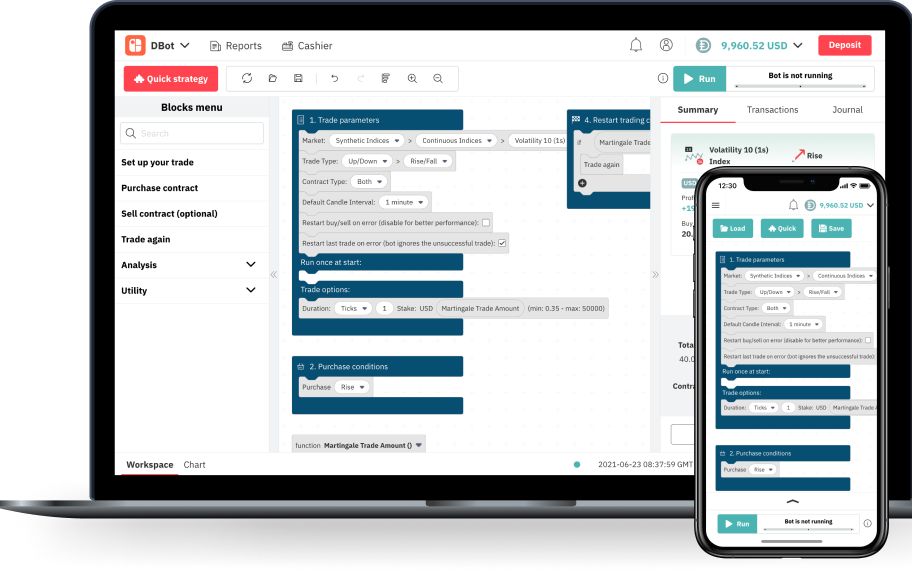 DBot
Reports
Cashier
9,960.52 USD
Deposit
Quick strategy
Run
Bot is not running
Blocks menu
Search
Set up your trade
Purchase contract
Sell contract (optional)
Trade again
Analysis
Utility
1. Trade parameters
Market: Synthetic Indices > Continuous Indices > Volatility 10 (1s)
Trade Type: Up/Down > Rise/Fall
Contract Type: Both
Default Candle Interval: 1 minute
Restart buy/sell on error (disable for better performance):
Restart last trade on error (bot ignores the unsuccessful trade):
Run once at start:
Trade options:
Duration: Ticks 1 Stake: USD Martingale Trade Amount (min: 0.35 - max: 50000)
2. Purchase conditions
Purchase Rise
function Martingale Trade Amount ()
4. Restart trading c
if Martingale Trade
Trade again
Summary Transactions Journal
Volatility 10 (1s)
Index
Rise
USD
Prof
+19
Buy
20.
Tota
40.0
Contra
Workspace Chart
2021-06-23 08:37:59 GMT
12:30
9,960.52 USD
Load Quick Save
1. Trade parameters
Market: Synthetic Indices > Continuous Indices
Trade Type: Up/Down > Rise/Fall
Contract Type: Both
Default Candle Interval: 1 minute
Restart buy/sell on error (disable for better performance):
Restart last trade on error (bot ignores the unsuccessful trade):
Run once at start:
Trade options:
Duration: Ticks 1 Stake: USD Martingale Trade A
2. Purchase conditions
Purchase Rise
Run
Bot is not running